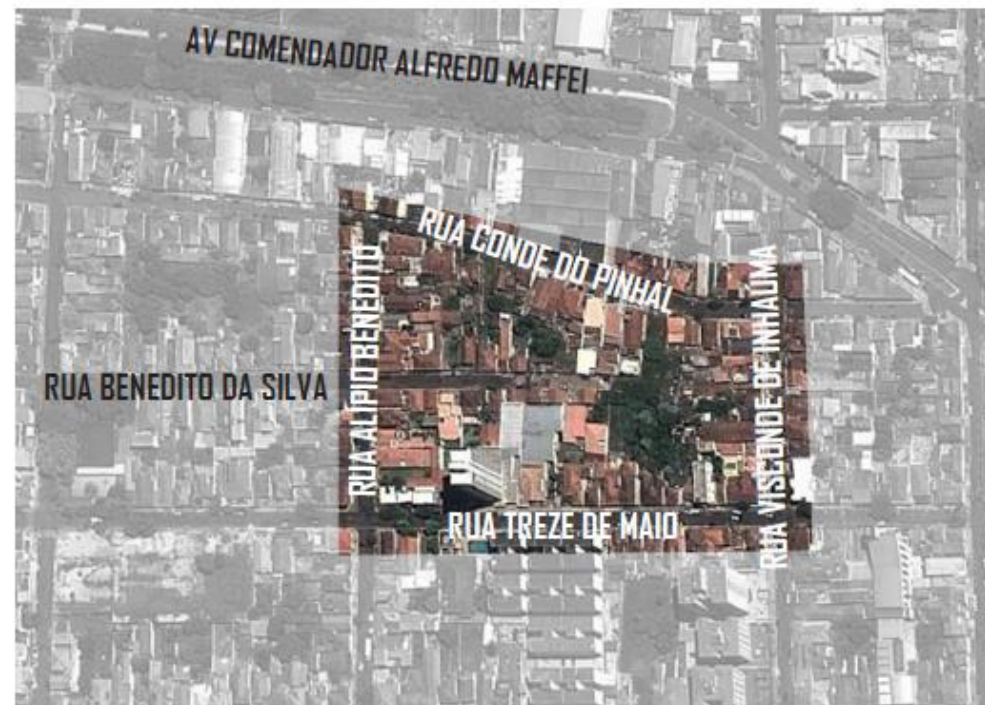 AV COMENDADOR ALFREDO MAFFEI
RUA CONDE DO PINHAL
RUA ALÍPIO BENEDITO
RUA VISCONDE DE INHAÚMA
RUA BENEDITO DA SILVA
RUA TREZE DE MAIO